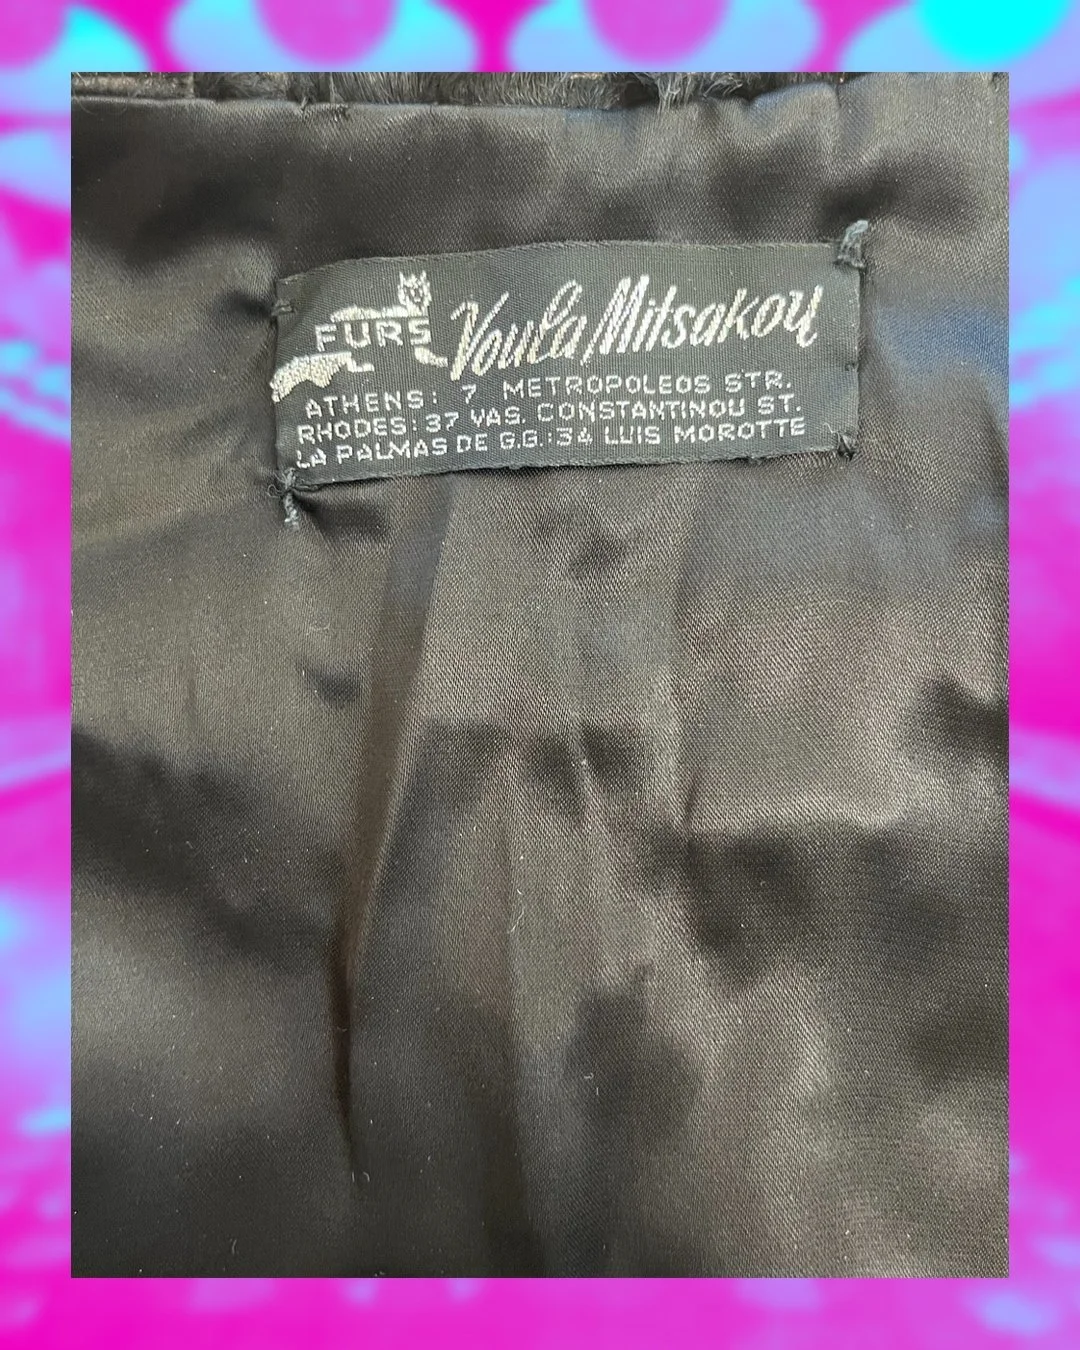 FURS Voula Mitsakou
ATHENS: 7 METROPOLEOS STR.
RHODES: 37 VAS. CONSTANTINOU ST.
LA PALMAS DE G.G.: 34 LUIS MOROTTE